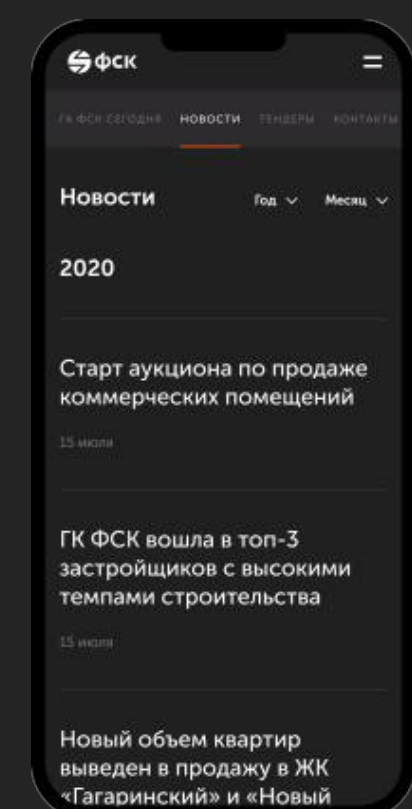 ФСК
ГК ФСК СЕГОДНЯ НОВОСТИ ТЕНДЕРЫ КОНТАКТЫ
Новости Год Месяц
2020
Старт аукциона по продаже
коммерческих помещений
15 июля
ГК ФСК вошла в топ-3
застройщиков с высокими
темпами строительства
15 июля
Новый объем квартир
выведен в продажу в ЖК
«Гагаринский» и «Новый